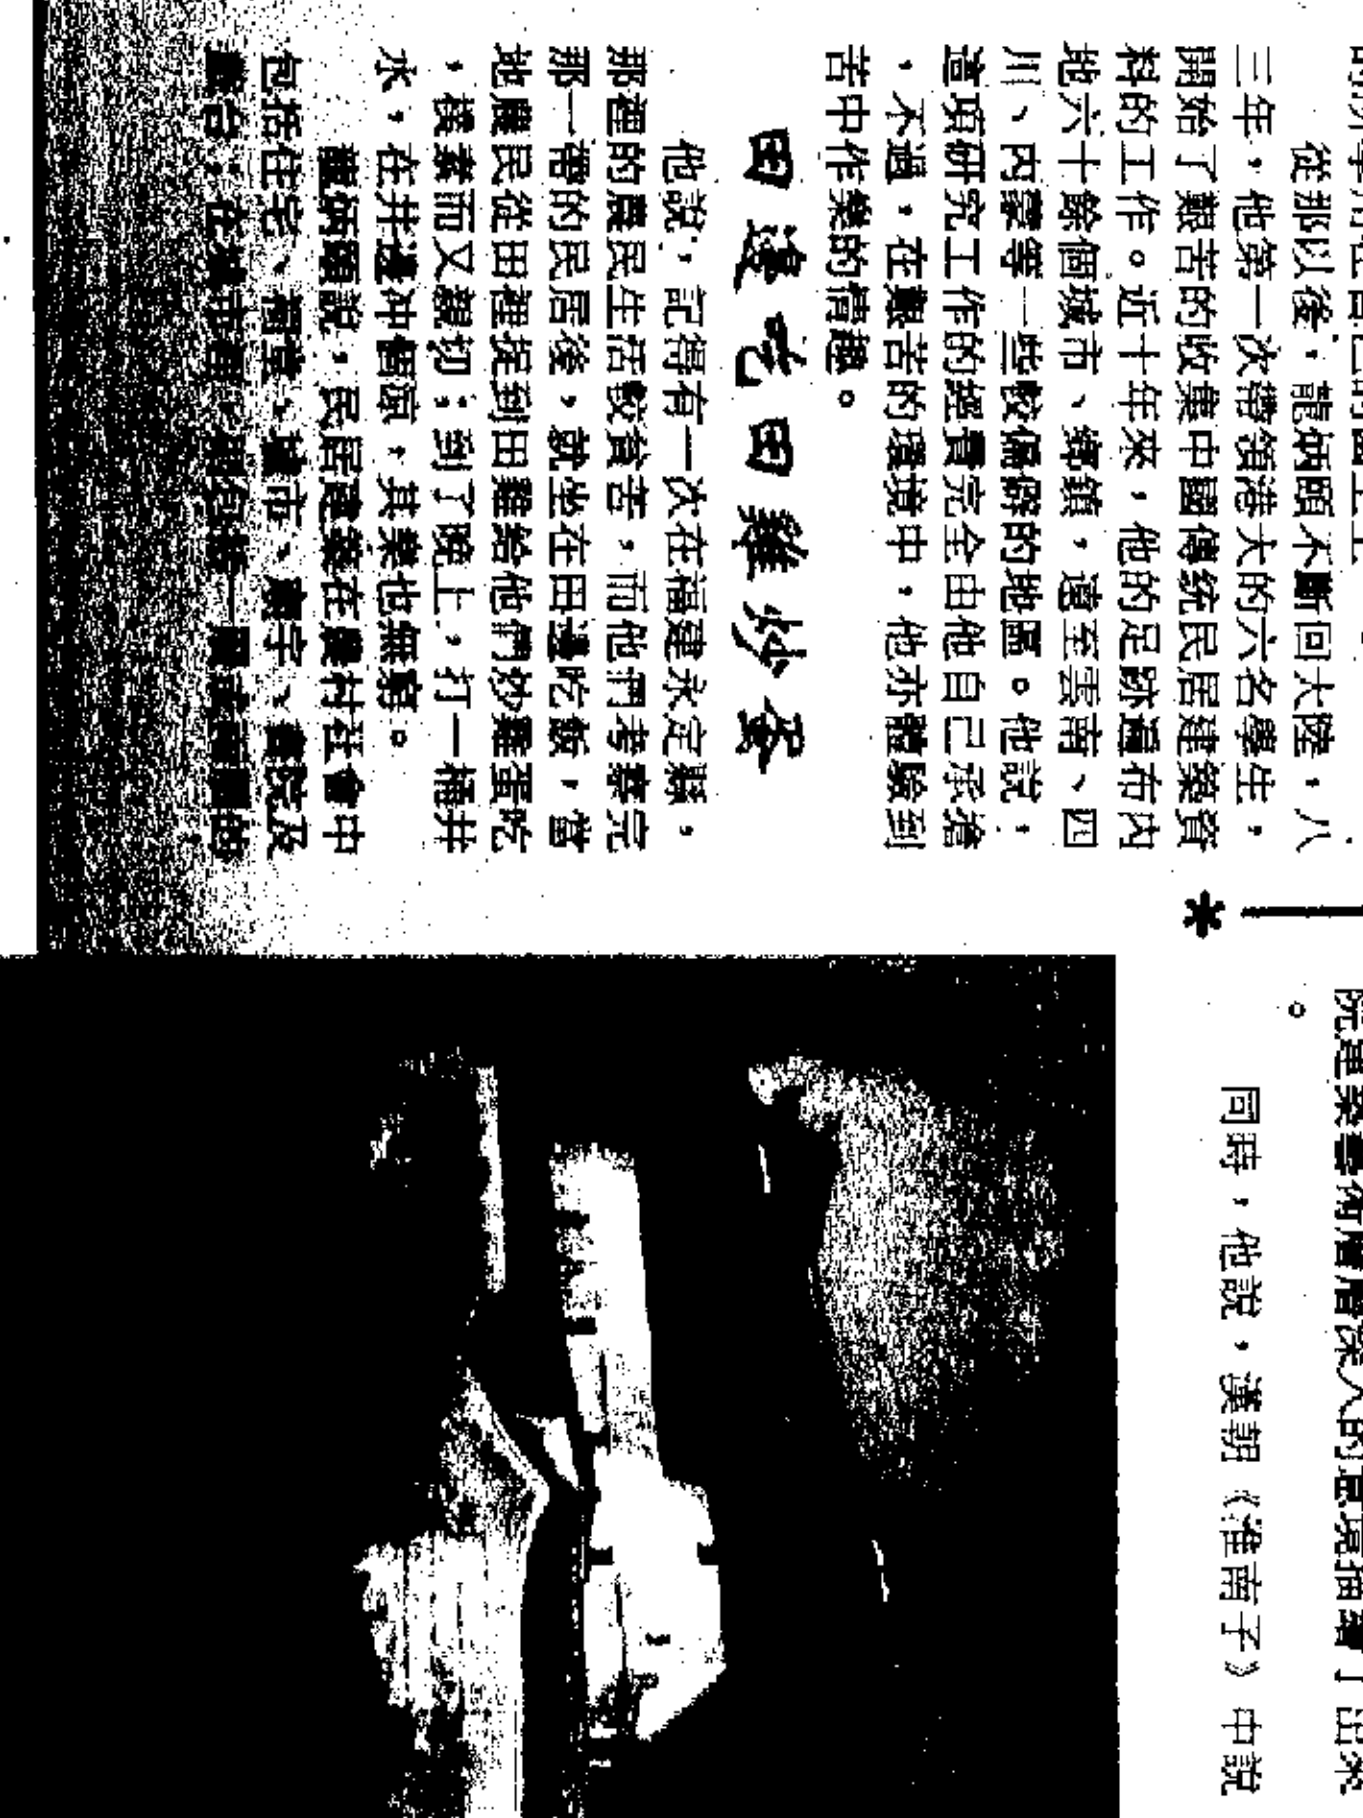 從那以後，龍炳頤不斷回大陸，八
三年，他第一次帶領港大的六名學生，
開始了艱苦的收集中國傳統民居建築資
料的工作。近十年來，他的足跡遍布內
地六十餘個城市、鄉鎮，遠至雲南、四
川、內蒙等一些較偏僻的地區。他說，
這項研究工作的經費完全由他自己承擔
，不過，在艱苦的環境中，他亦體驗到
苦中作樂的情趣。
田邊吃田雞炒蛋
他說，記得有一次在福建永定縣，
那裡的農民生活較貧苦，而他們考察完
那一帶的民居後，就坐在田邊吃飯，當
地農民從田裡捉到田雞給他們炒雞蛋吃
，樸素而又親切；到了晚上，打一桶井
水，在井邊沖個涼，其樂也無窮。
龍炳頤說，民居建築在農村社會中
包括住宅、祠堂、墟市、廟宇、書院及
戲台，在城市
院建築藝術層層深入的意境描繪了出來
。
同時，他說，漢朝《淮南子》中說